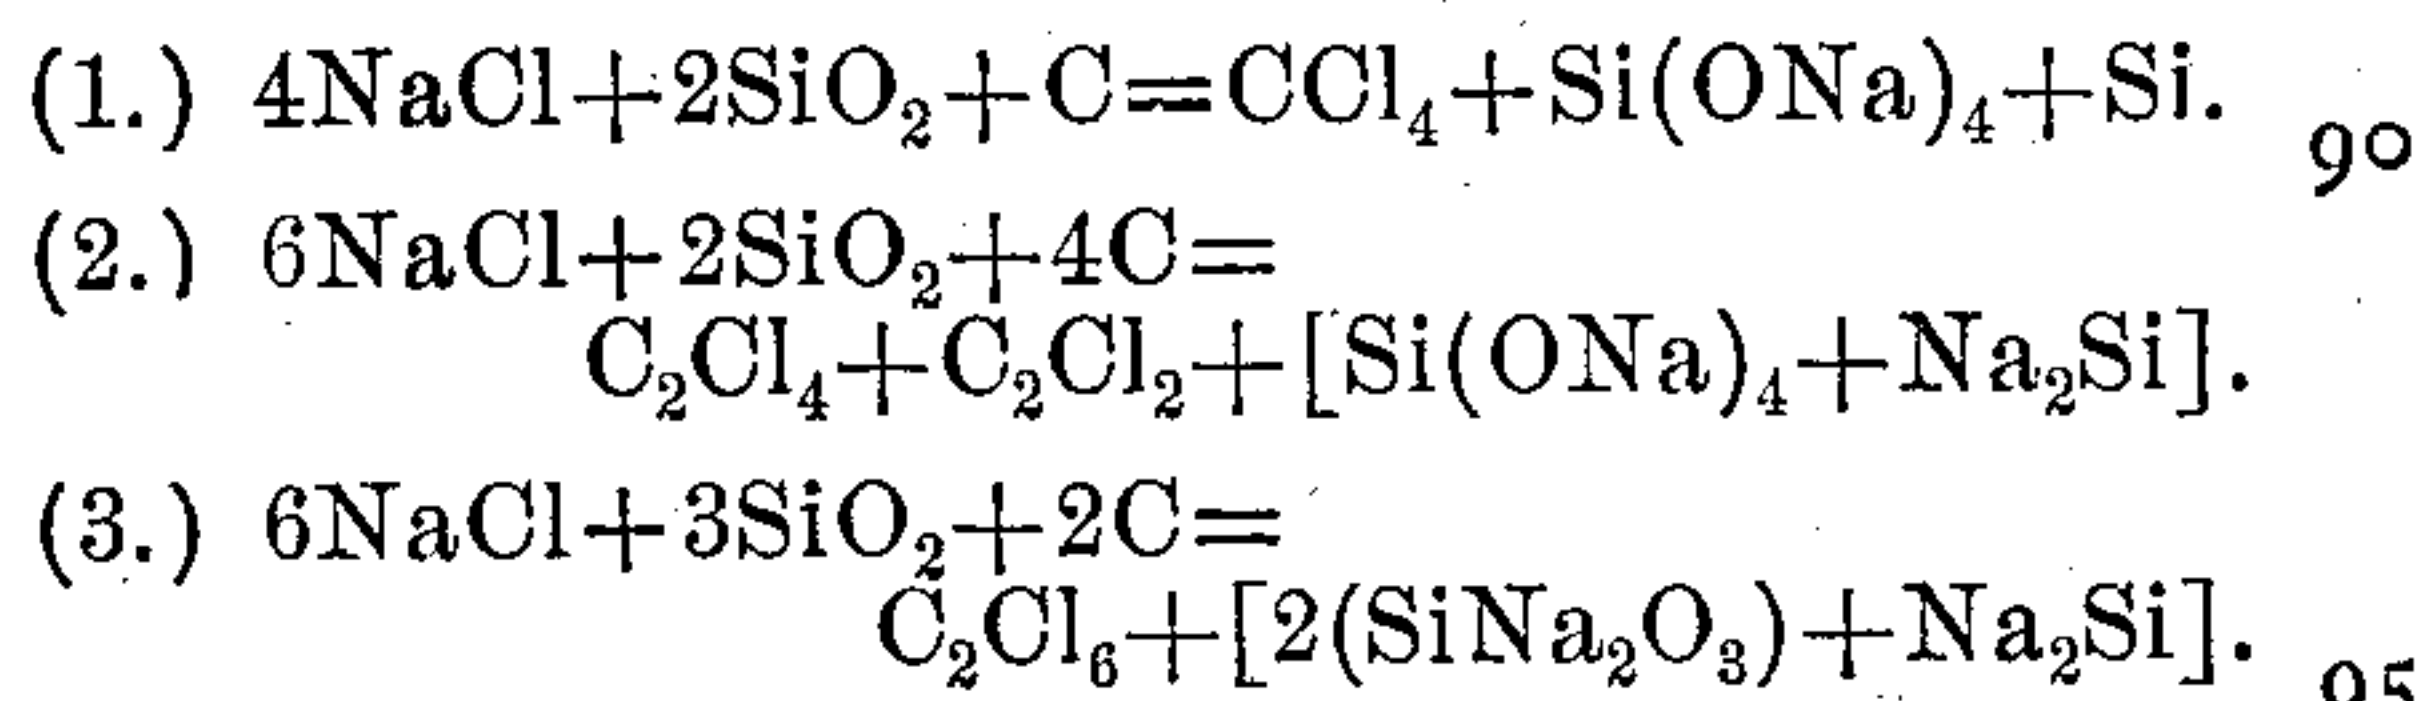 (1.) 4NaCl+2SiO₂+C=CCl₄+Si(ONa)₄+Si.
90
(2.) 6NaCl+2SiO₂+4C=
C₂Cl₄+C₂Cl₂+[Si(ONa)₄+Na₂Si].
(3.) 6NaCl+3SiO₂+2C=
C₂Cl₆+[2(SiNa₂O₃)+Na₂Si].
95